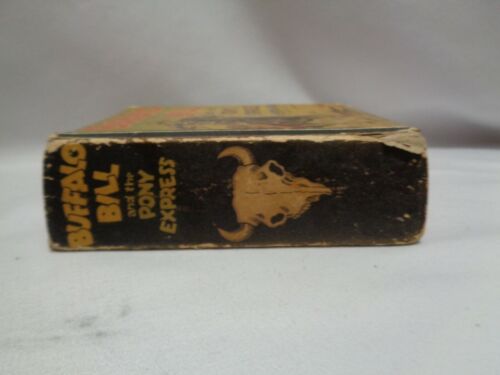 BUFFALO
BILL
and the
PONY
EXPRESS